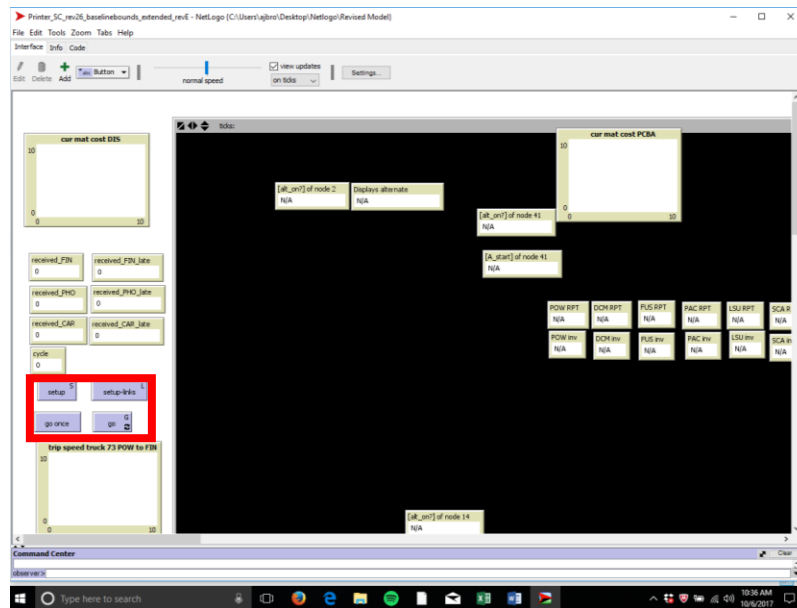 Printer_SC_rev26_baselinebounds_extended_revE - NetLogo {C:\Users\ajbro\Desktop\Netlogo\Revised Model}
File Edit Tools Zoom Tabs Help
Interface Info Code
Edit Delete Add
Button
normal speed
view updates
on ticks
Settings...
ticks:
cur mat cost DIS
10
0
0 10
cur mat cost PCBA
10
0
0 10
[alt_on?] of node 2
N/A
Displays alternate
N/A
[alt_on?] of node 41
N/A
[A_start] of node 41
N/A
received_FIN
0
received_FIN_late
0
received_PHO
0
received_PHO_late
0
received_CAR
0
received_CAR_late
0
cycle
0
POW RPT DCM RPT FUS RPT PAC RPT LSU RPT SCA R
N/A N/A N/A N/A N/A N/A
POW inv DCM inv FUS inv PAC inv LSU inv SCA in
N/A N/A N/A N/A N/A N/A
setup S
setup-links L
go once
go G
trip speed truck 73 POW to FIN
10
0
0 10
[alt_on?] of node 14
N/A
Command Center
Clear
observer>
Type here to search
10:36 AM
10/6/2017